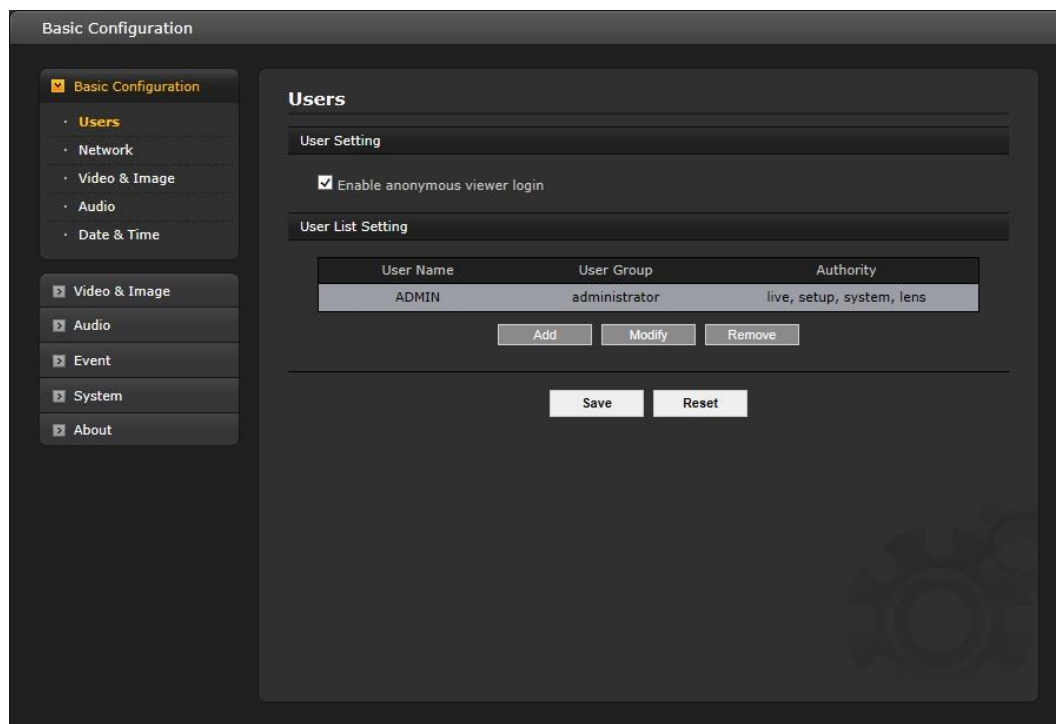 Basic Configuration
Basic Configuration
· Users
· Network
· Video & Image
· Audio
· Date & Time
Video & Image
Audio
Event
System
About
Users
User Setting
Enable anonymous viewer login
User List Setting
User Name User Group Authority
ADMIN administrator live, setup, system, lens
Add Modify Remove
Save Reset